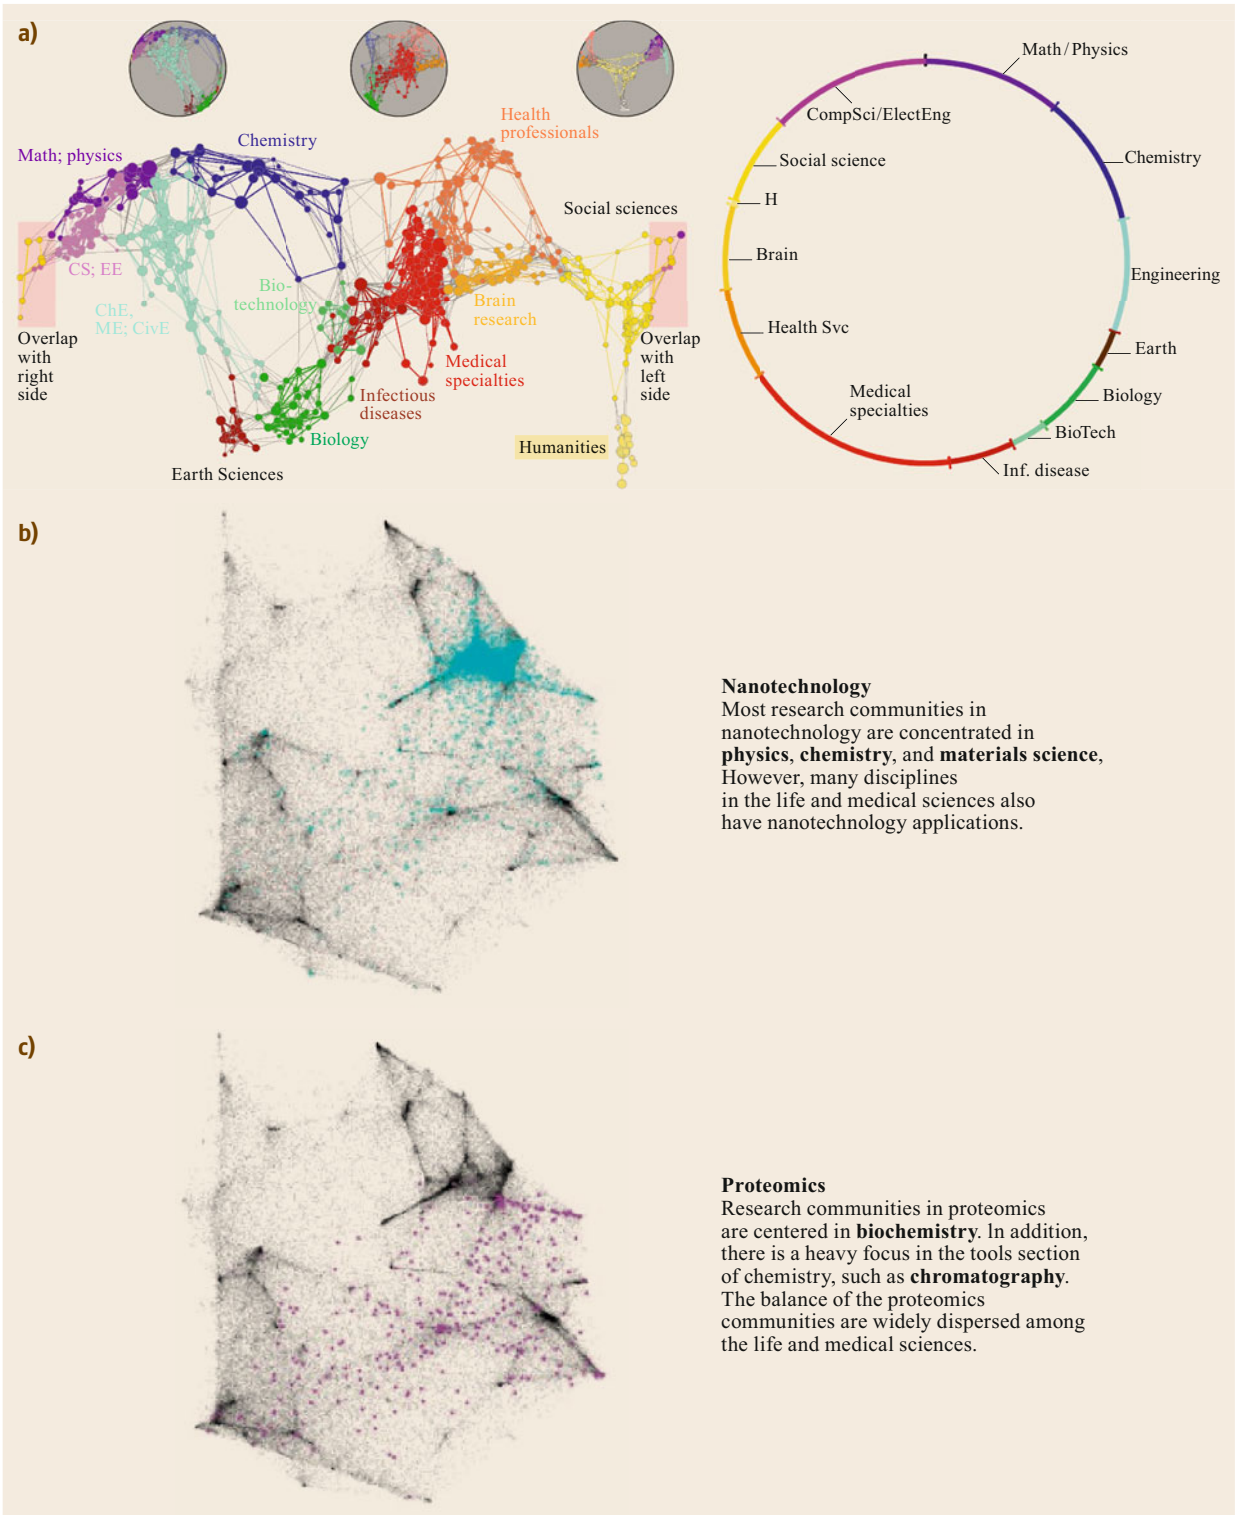 a)
Math; physics
Chemistry
Health
professionals
Social sciences
CS; EE
ChE,
ME; CivE
Bio-
technology
Brain
research
Overlap
with
right
side
Medical
specialties
Overlap
with
left
side
Infectious
diseases
Biology
Humanities
Earth Sciences
Math / Physics
CompSci/ElectEng
Social science
Chemistry
H
Brain
Engineering
Health Svc
Earth
Medical
specialties
Biology
BioTech
Inf. disease
b)
Nanotechnology
Most research communities in
nanotechnology are concentrated in
physics, chemistry, and materials science,
However, many disciplines
in the life and medical sciences also
have nanotechnology applications.
c)
Proteomics
Research communities in proteomics
are centered in biochemistry. ln addition,
there is a heavy focus in the tools section
of chemistry, such as chromatography.
The balance of the proteomics
communities are widely dispersed among
the life and medical sciences.